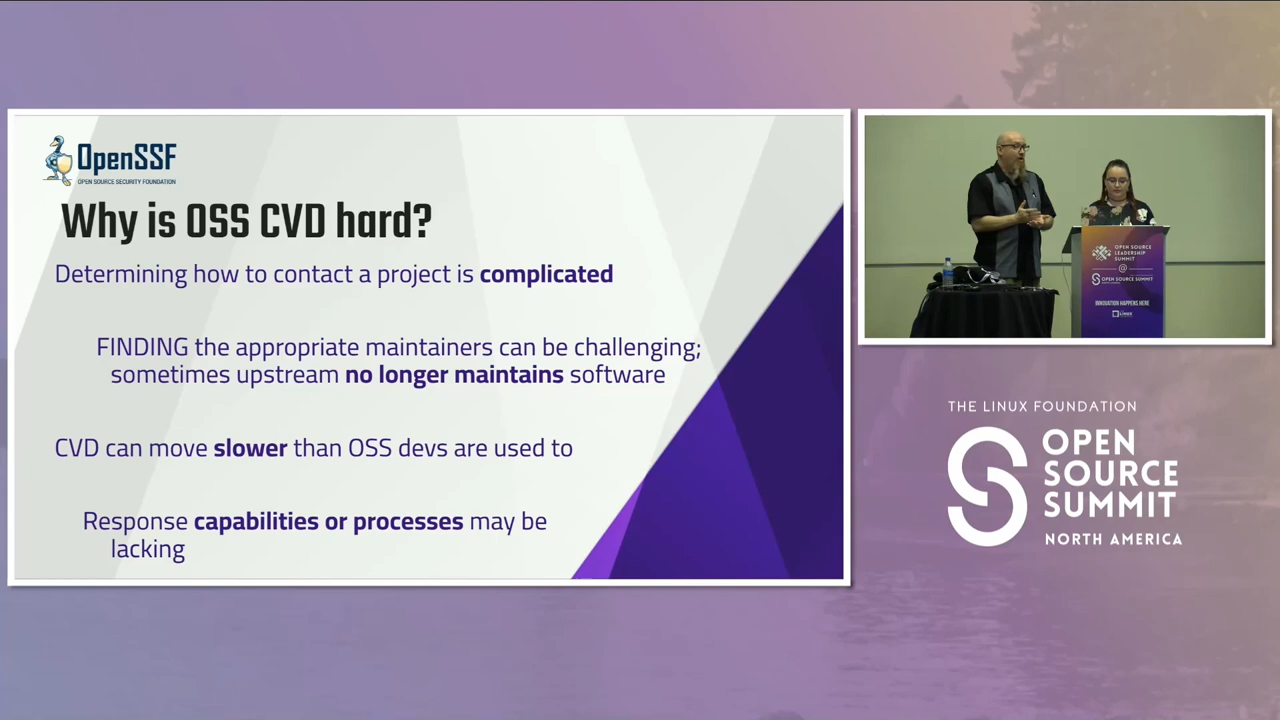 OpenSSF
OPEN SOURCE SECURITY FOUNDATION
Why is OSS CVD hard?
Determining how to contact a project is complicated
FINDING the appropriate maintainers can be challenging;
sometimes upstream no longer maintains software
CVD can move slower than OSS devs are used to
Response capabilities or processes may be
lacking
OPEN SOURCE
LEADERSHIP
SUMMIT
@
OPEN SOURCE SUMMIT
INNOVATION HAPPENS HERE
THE LINUX FOUNDATION
OPEN
SOURCE
SUMMIT
NORTH AMERICA